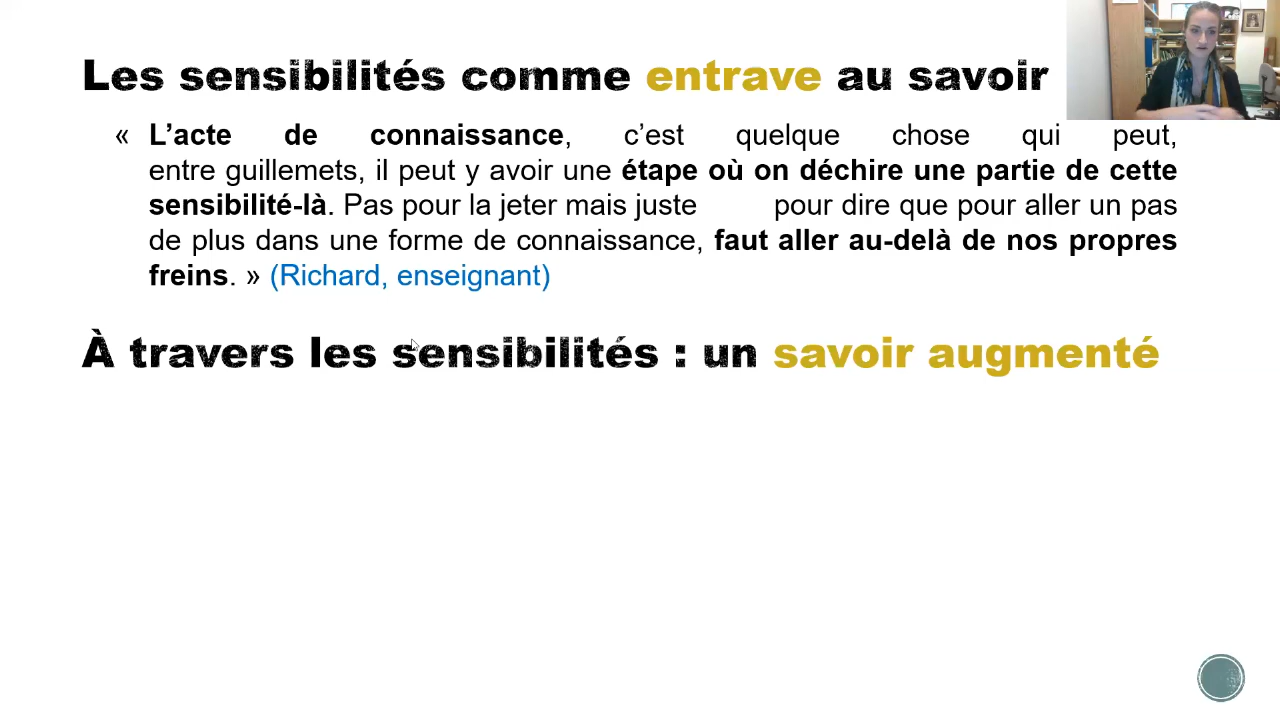 Les sensibilités comme entrave au savoir
« L’acte de connaissance, c’est quelque chose qui peut,
entre guillemets, il peut y avoir une étape où on déchire une partie de cette
sensibilité-là. Pas pour la jeter mais juste pour dire que pour aller un pas
de plus dans une forme de connaissance, faut aller au-delà de nos propres
freins. » (Richard, enseignant)
À travers les sensibilités : un savoir augmenté